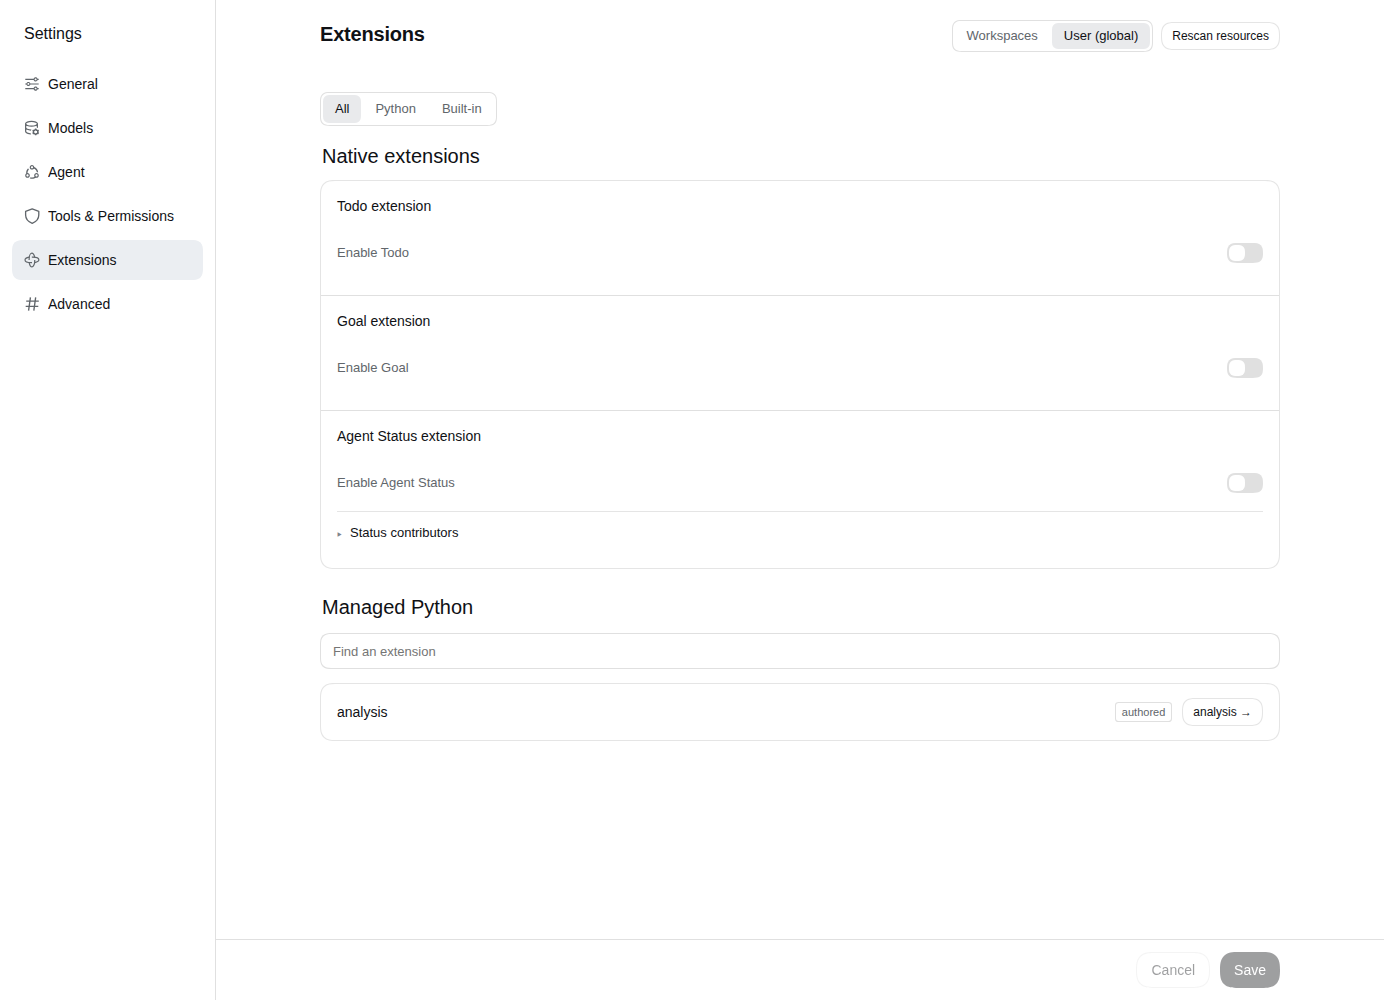 Settings
General
Models
Agent
Tools & Permissions
Extensions
Advanced
Extensions
Workspaces
User (global)
Rescan resources
All
Python
Built-in
Native extensions
Todo extension
Enable Todo
Goal extension
Enable Goal
Agent Status extension
Enable Agent Status
Status contributors
Managed Python
Find an extension
analysis
authored
analysis →
Cancel
Save